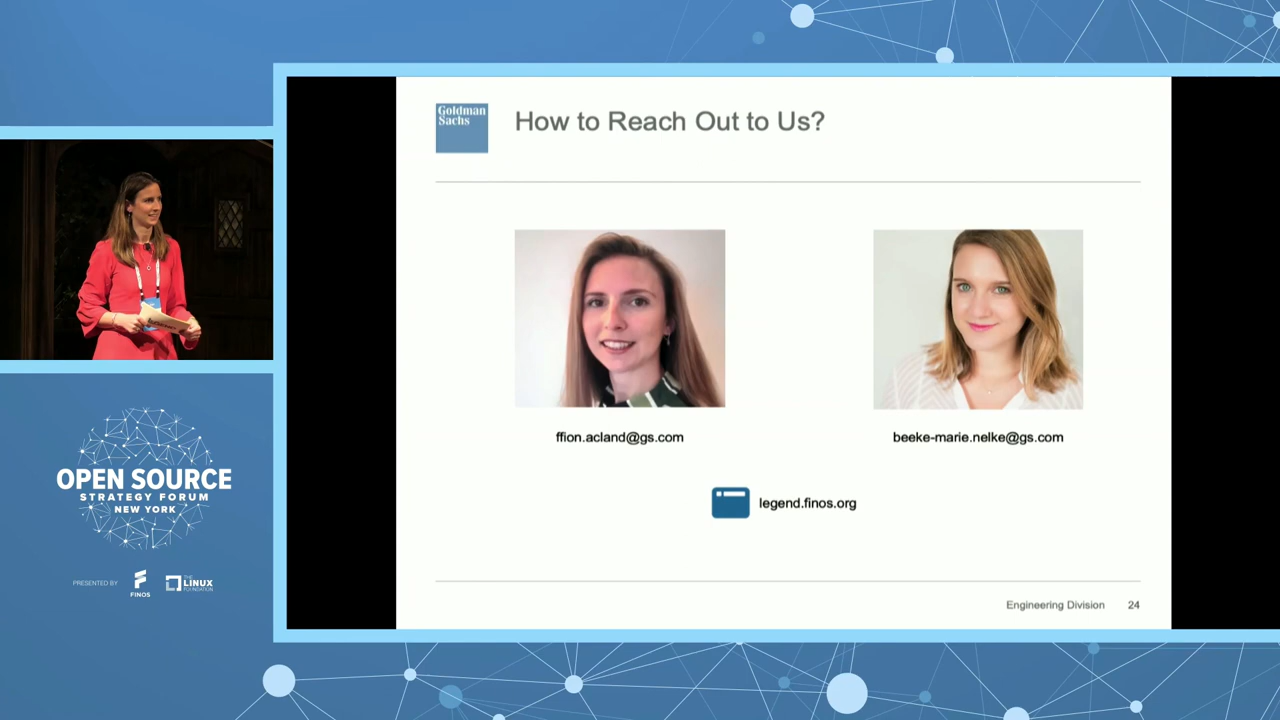 Goldman
Sachs
How to Reach Out to Us?
ffion.acland@gs.com
beeke-marie.nelke@gs.com
legend.finos.org
Engineering Division 24
OPEN SOURCE
STRATEGY FORUM
NEW YORK
PRESENTED BY
FINOS
THE
LINUX
FOUNDATION